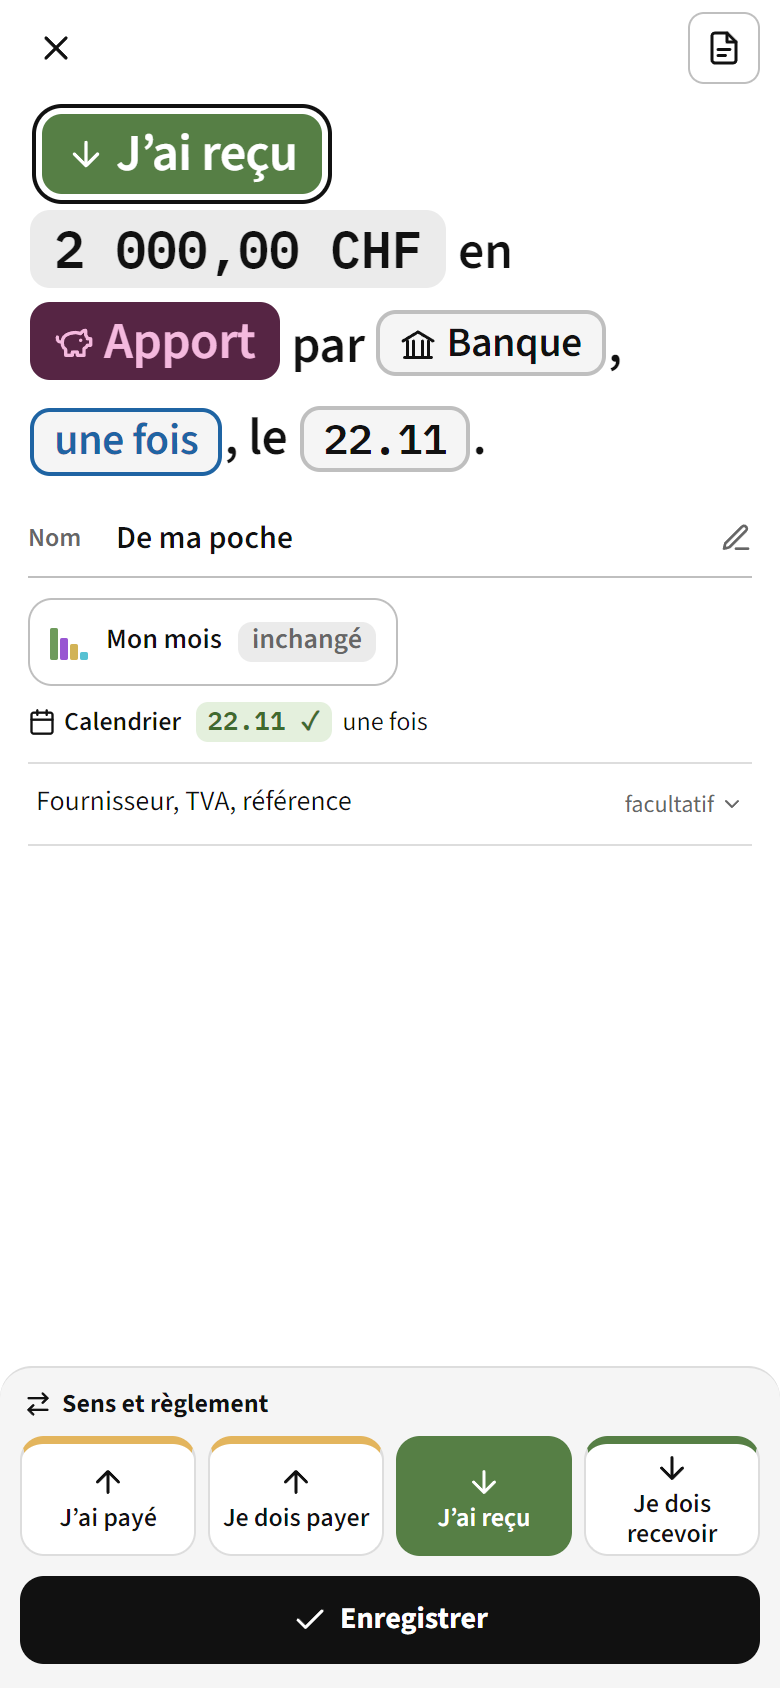 J’ai reçu
2 000,00 CHF en
Apport par Banque,
une fois, le 22.11.
Nom De ma poche
Mon mois inchangé
Calendrier 22.11 ✓ une fois
Fournisseur, TVA, référence facultatif
Sens et règlement
J’ai payé
Je dois payer
J’ai reçu
Je dois recevoir
Enregistrer